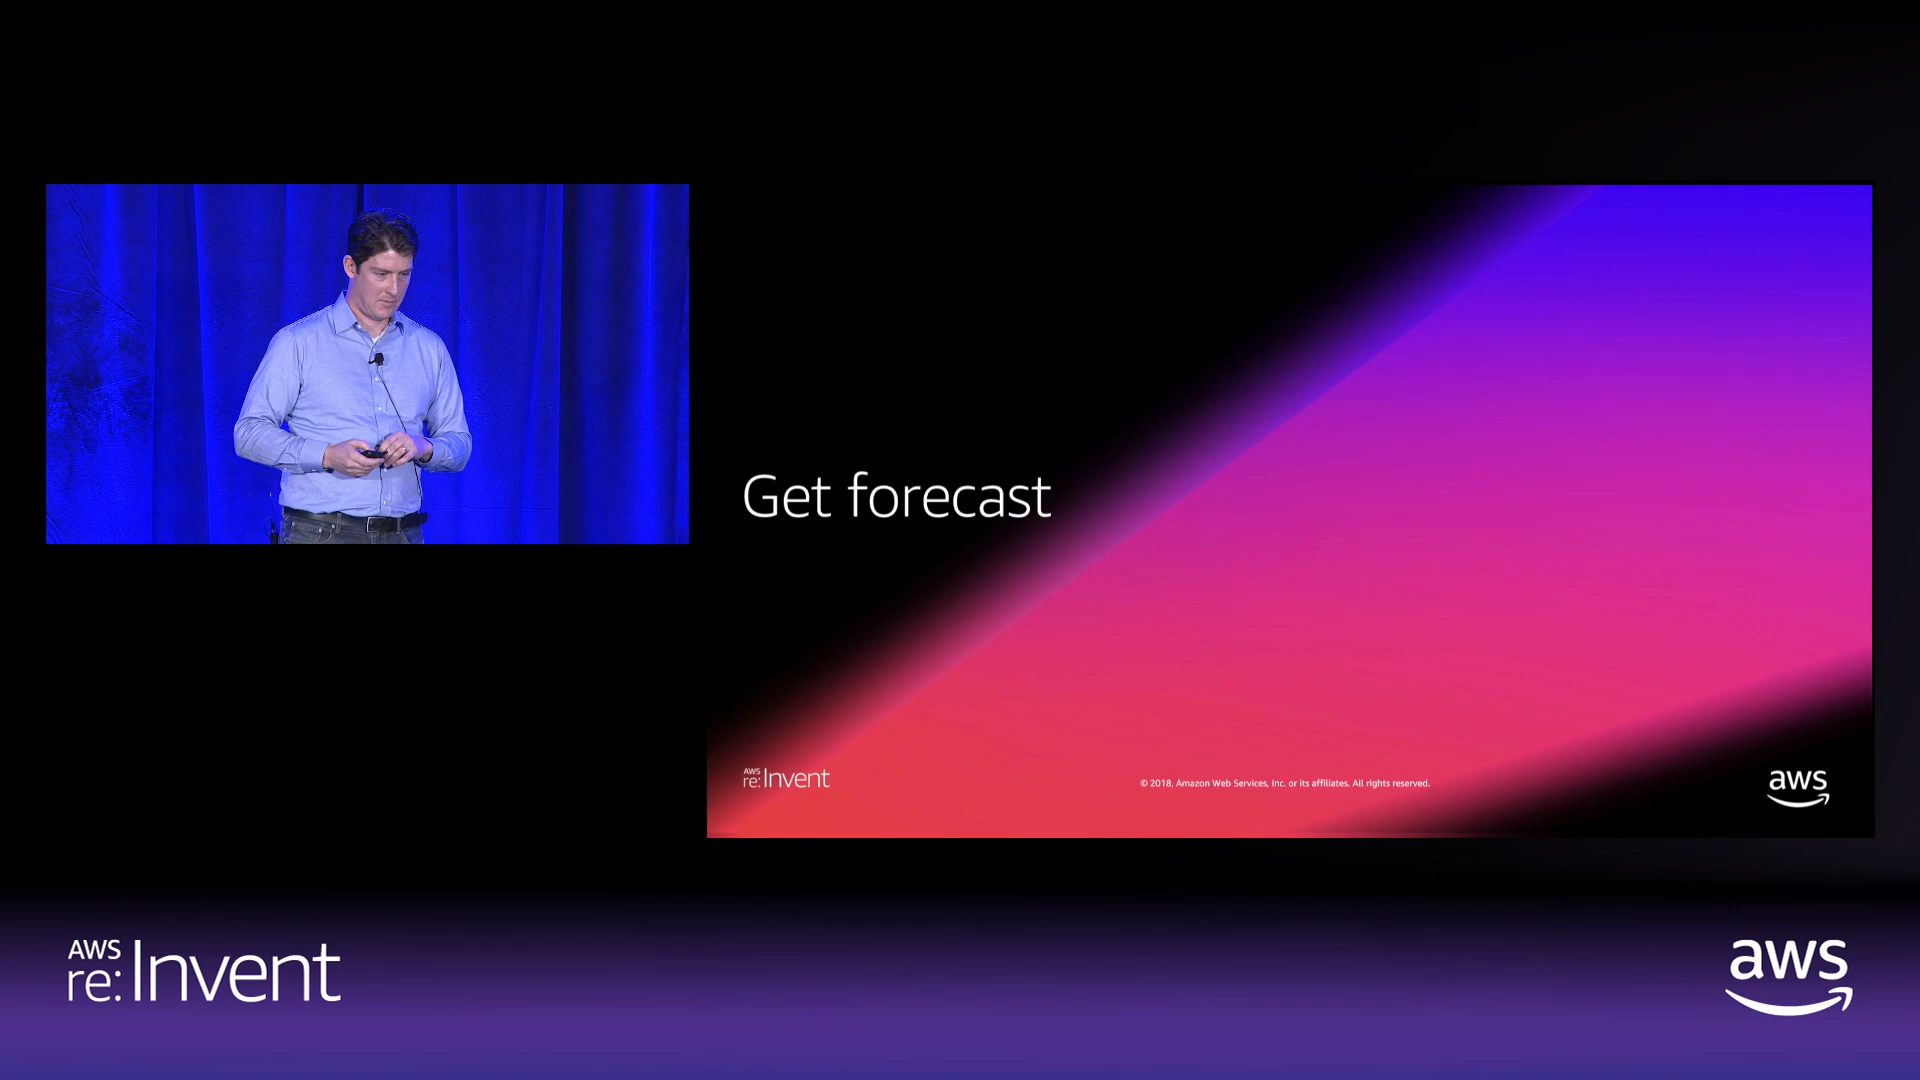 Get forecast
AWS
re:Invent
© 2018, Amazon Web Services, Inc. or its affiliates. All rights reserved.
aws
AWS
re:Invent
aws